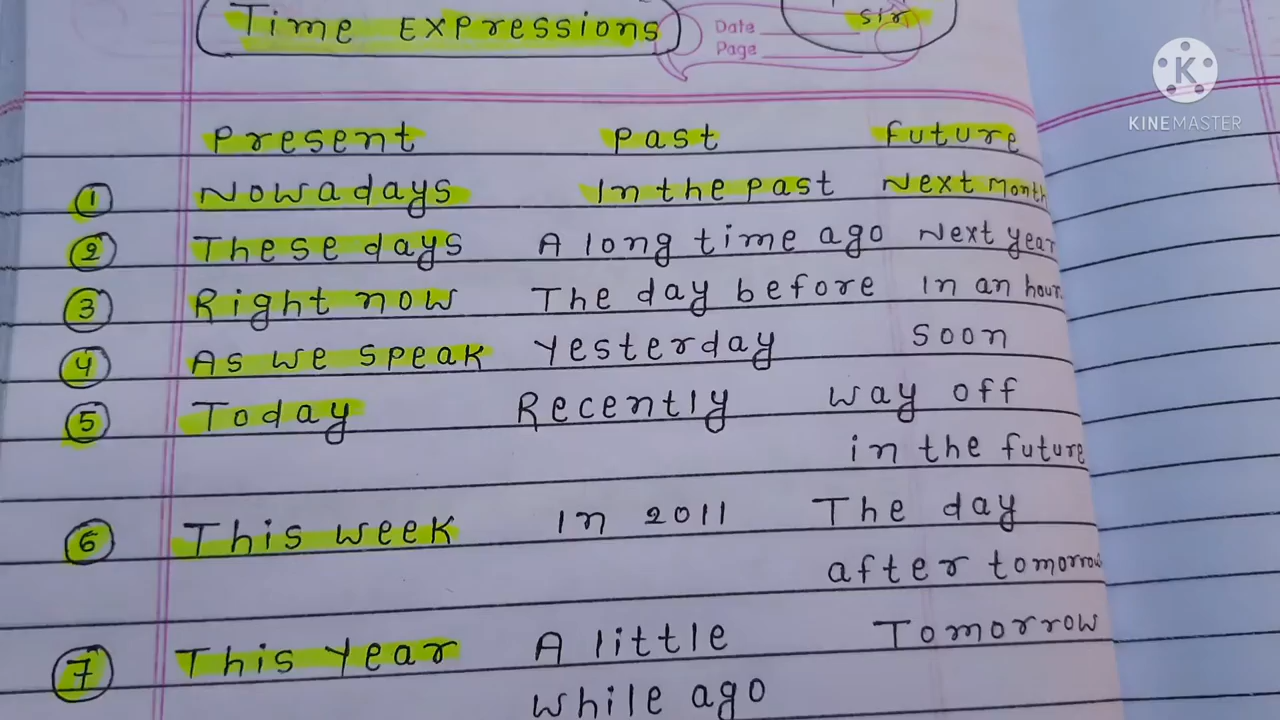 Time Expressions
Date
Page
sir
Present Past Future
1 Nowadays In the past Next Month
2 These days A long time ago Next year
3 Right now The day before In an hour
4 As we speak Yesterday Soon
5 Today Recently way off
in the future
6 This week In 2011 The day
after tomorrow
7 This Year A little Tomorrow
while ago
K
KINEMASTER